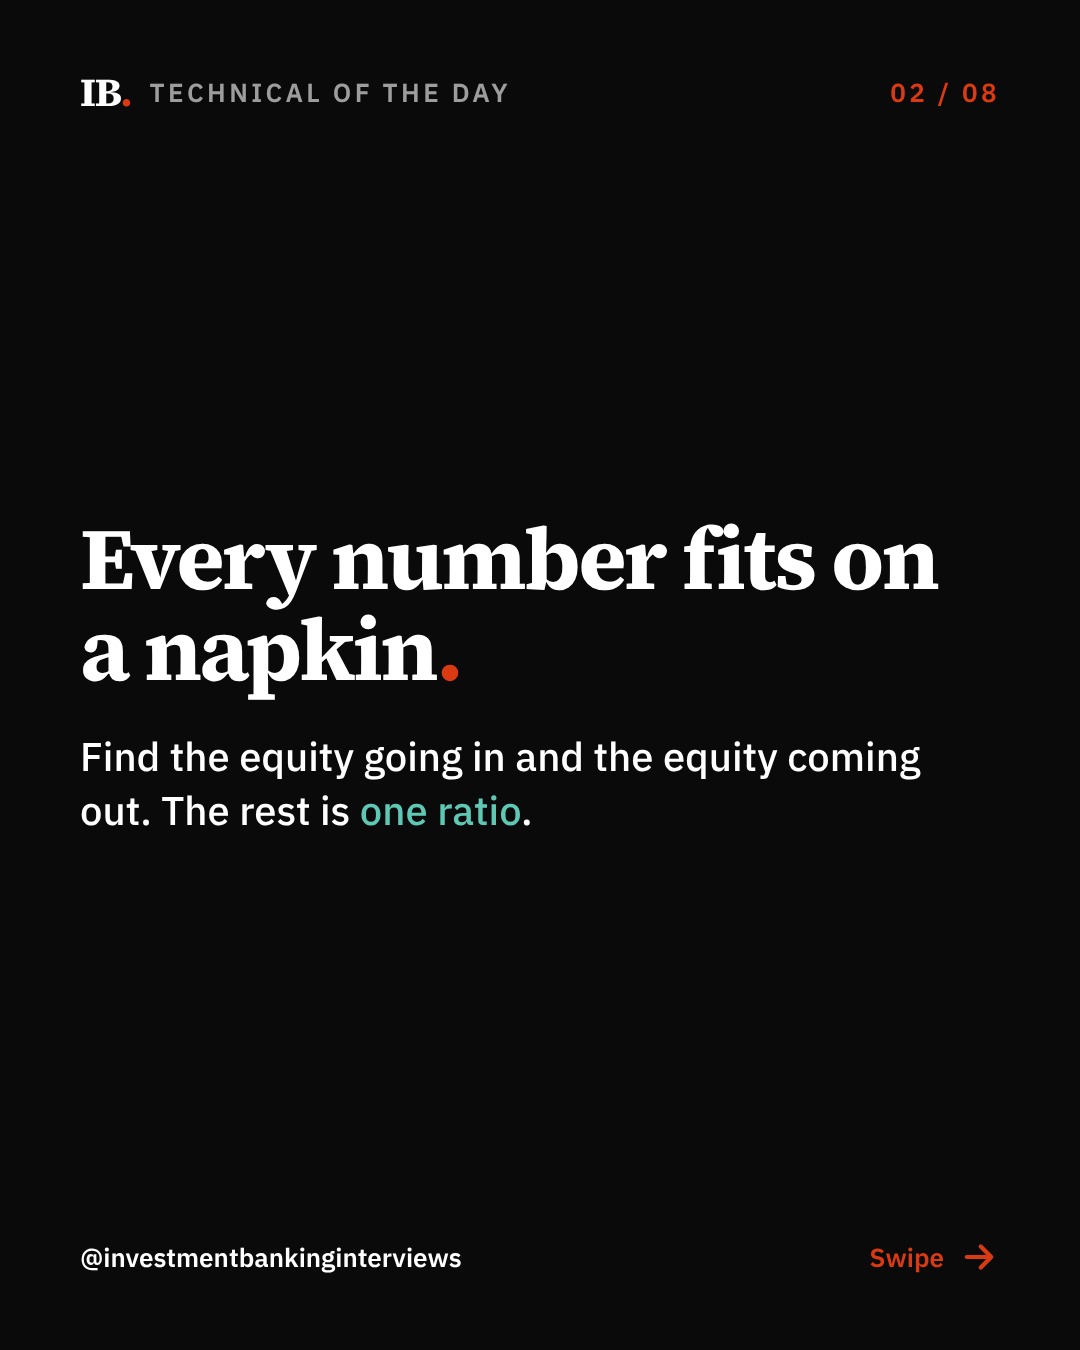 IB. TECHNICAL OF THE DAY
02 / 08
Every number fits on
a napkin.
Find the equity going in and the equity coming
out. The rest is one ratio.
@investmentbankinginterviews
Swipe →